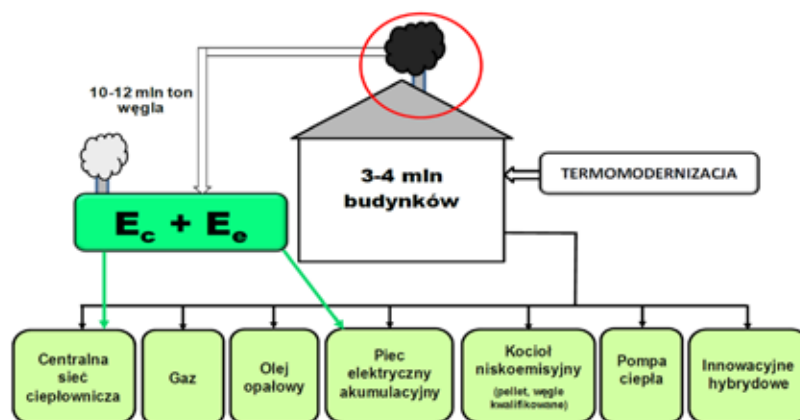 10-12 mln ton
węgla
3-4 mln
budynków
TERMOMODERNIZACJA
Ec + Ee
Centralna
sieć
ciepłownicza
Gaz
Olej
opałowy
Piec
elektryczny
akumulacyjny
Kocioł
niskoemisyjny
(pellet, węgle
kwalifikowane)
Pompa
ciepła
Innowacyjne
hybrydowe